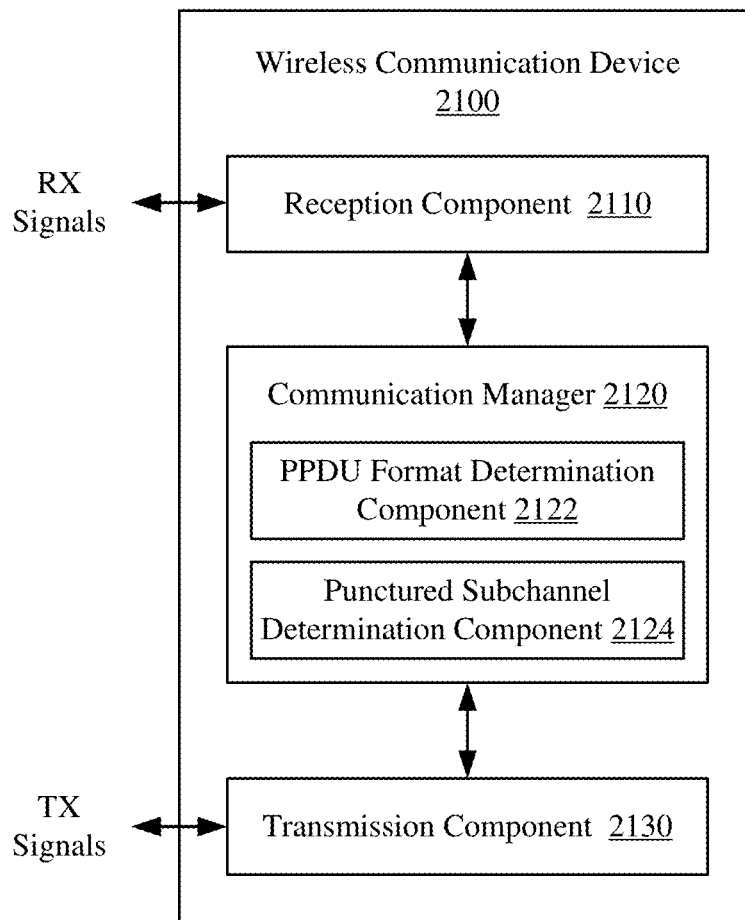 Wireless Communication Device
2100
RX
Signals
Reception Component 2110
Communication Manager 2120
PPDU Format Determination
Component 2122
Punctured Subchannel
Determination Component 2124
TX
Signals
Transmission Component 2130